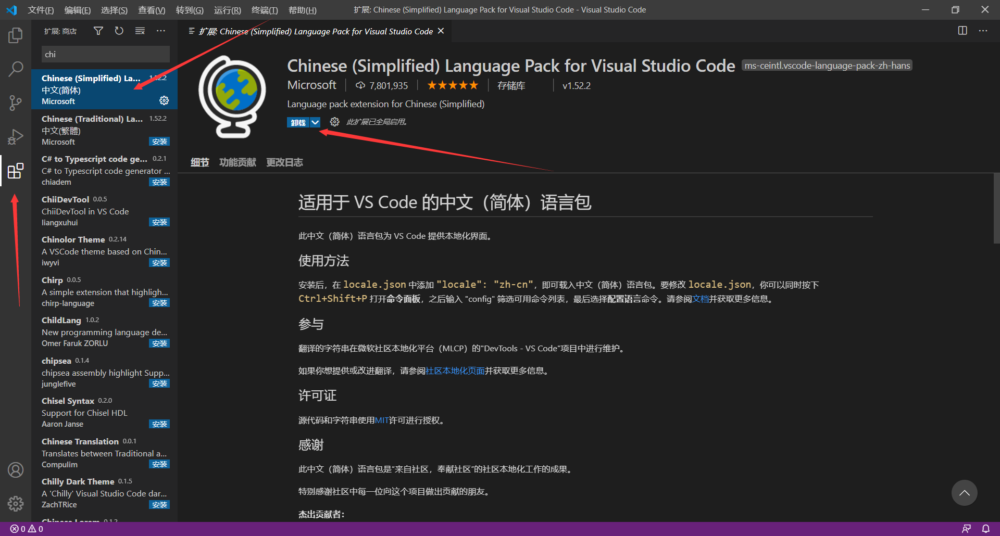 文件(F) 编辑(E) 选择(S) 查看(V) 转到(G) 运行(R) 终端(T) 帮助(H)
扩展: Chinese (Simplified) Language Pack for Visual Studio Code - Visual Studio Code
扩展: 商店
chi
Chinese (Simplified) La...
中文(简体)
Microsoft
Chinese (Traditional) La... 1.52.2
中文(繁體)
Microsoft 安装
C# to Typescript code ge... 0.2.1
C# to Typescript code generator ...
chiadem 安装
ChiiDevTool 0.0.5
ChiiDevTool in VS Code
liangxuhui 安装
Chinolor Theme 0.2.14
A VSCode theme based on Chin...
iwyvi 安装
Chirp 0.0.5
A simple extension that highligh...
chirp-language 安装
ChildLang 1.0.2
New programming language de...
Omer Faruk ZORLU 安装
chipsea 0.1.4
chipsea assembly highlight Supp...
junglefive 安装
Chisel Syntax 0.2.0
Support for Chisel HDL
Aaron Janse 安装
Chinese Translation 0.0.1
Translates between Traditional a...
Compulim 安装
Chilly Dark Theme 0.1.5
A 'Chilly' Visual Studio Code dar...
ZachTRice 安装
Chinese Lorem 0.1.2
扩展: Chinese (Simplified) Language Pack for Visual Studio Code
Chinese (Simplified) Language Pack for Visual Studio Code ms-ceintl.vscode-language-pack-zh-hans
Microsoft 7,801,935 ★★★★★ 存储库 v1.52.2
Language pack extension for Chinese (Simplified)
卸载 此扩展已全局启用。
细节 功能贡献 更改日志
适用于 VS Code 的中文（简体）语言包
此中文（简体）语言包为 VS Code 提供本地化界面。
使用方法
安装后，在 locale.json 中添加 "locale": "zh-cn"，即可载入中文（简体）语言包。要修改 locale.json，你可以同时按下
Ctrl+Shift+P 打开命令面板，之后输入 "config" 筛选可用命令列表，最后选择配置语言命令。请参阅文档并获取更多信息。
参与
翻译的字符串在微软社区本地化平台（MLCP）的"DevTools - VS Code"项目中进行维护。
如果你想提供或改进翻译，请参阅社区本地化页面并获取更多信息。
许可证
源代码和字符串使用MIT许可进行授权。
感谢
此中文（简体）语言包是“来自社区，奉献社区”的社区本地化工作的成果。
特别感谢社区中每一位向这个项目做出贡献的朋友。
杰出贡献者：
0 0